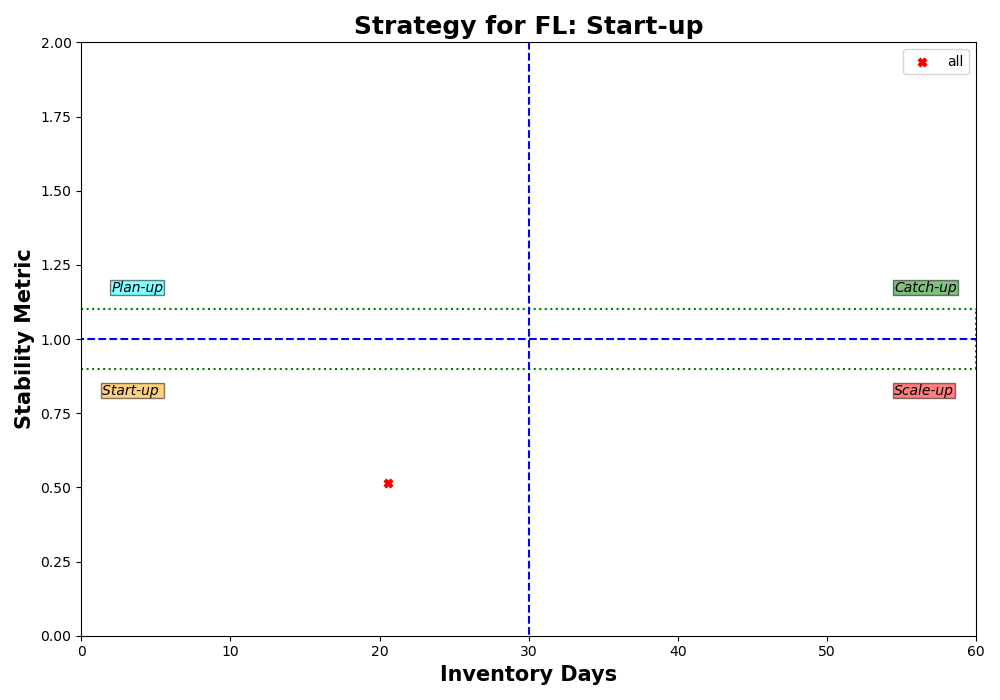 Strategy for FL: Start-up
2.00
all
1.75
1.50
1.25
Plan-up
Catch-up
1.00
Start-up
Scale-up
0.75
0.50
0.25
0.00
Stability Metric
0 10 20 30 40 50 60
Inventory Days